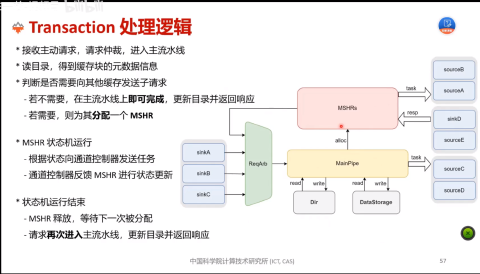 Transaction 处理逻辑
* 接收主动请求，请求仲裁，进入主流水线
* 读目录，得到缓存块的元数据信息
* 判断是否需要向其他缓存发送子请求
- 若不需要，在主流水线上即可完成，更新目录并返回响应
- 若需要，则为其分配一个 MSHR
* MSHR 状态机运行
- 根据状态向通道控制器发送任务
- 通道控制器反馈 MSHR 进行状态更新
* 状态机运行结束
- MSHR 释放，等待下一次被分配
- 请求再次进入主流水线，更新目录并返回响应
sinkA
sinkB
sinkC
ReqArb
MSHRs
alloc
MainPipe
read
write
read
write
Dir
DataStorage
task
resp
task
sourceB
sourceA
sinkD
sourceE
sourceC
sourceD
中国科学院计算技术研究所 (ICT, CAS)
57